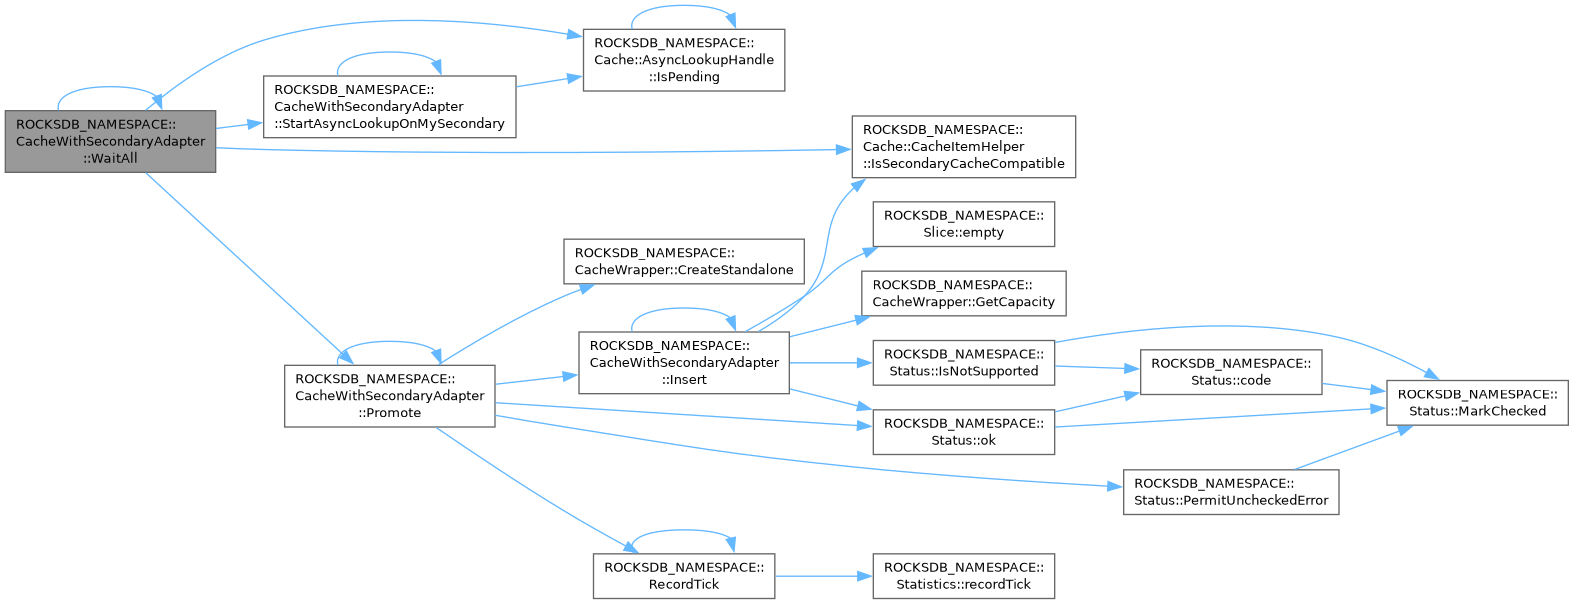 ROCKSDB_NAMESPACE::
CacheWithSecondaryAdapter
::WaitAll
ROCKSDB_NAMESPACE::
Cache::AsyncLookupHandle
::IsPending
ROCKSDB_NAMESPACE::
CacheWithSecondaryAdapter
::StartAsyncLookupOnMySecondary
ROCKSDB_NAMESPACE::
Cache::CacheItemHelper
::IsSecondaryCacheCompatible
ROCKSDB_NAMESPACE::
Slice::empty
ROCKSDB_NAMESPACE::
CacheWrapper::CreateStandalone
ROCKSDB_NAMESPACE::
CacheWrapper::GetCapacity
ROCKSDB_NAMESPACE::
CacheWithSecondaryAdapter
::Insert
ROCKSDB_NAMESPACE::
Status::IsNotSupported
ROCKSDB_NAMESPACE::
Status::code
ROCKSDB_NAMESPACE::
CacheWithSecondaryAdapter
::Promote
ROCKSDB_NAMESPACE::
Status::MarkChecked
ROCKSDB_NAMESPACE::
Status::ok
ROCKSDB_NAMESPACE::
Status::PermitUncheckedError
ROCKSDB_NAMESPACE::
RecordTick
ROCKSDB_NAMESPACE::
Statistics::recordTick